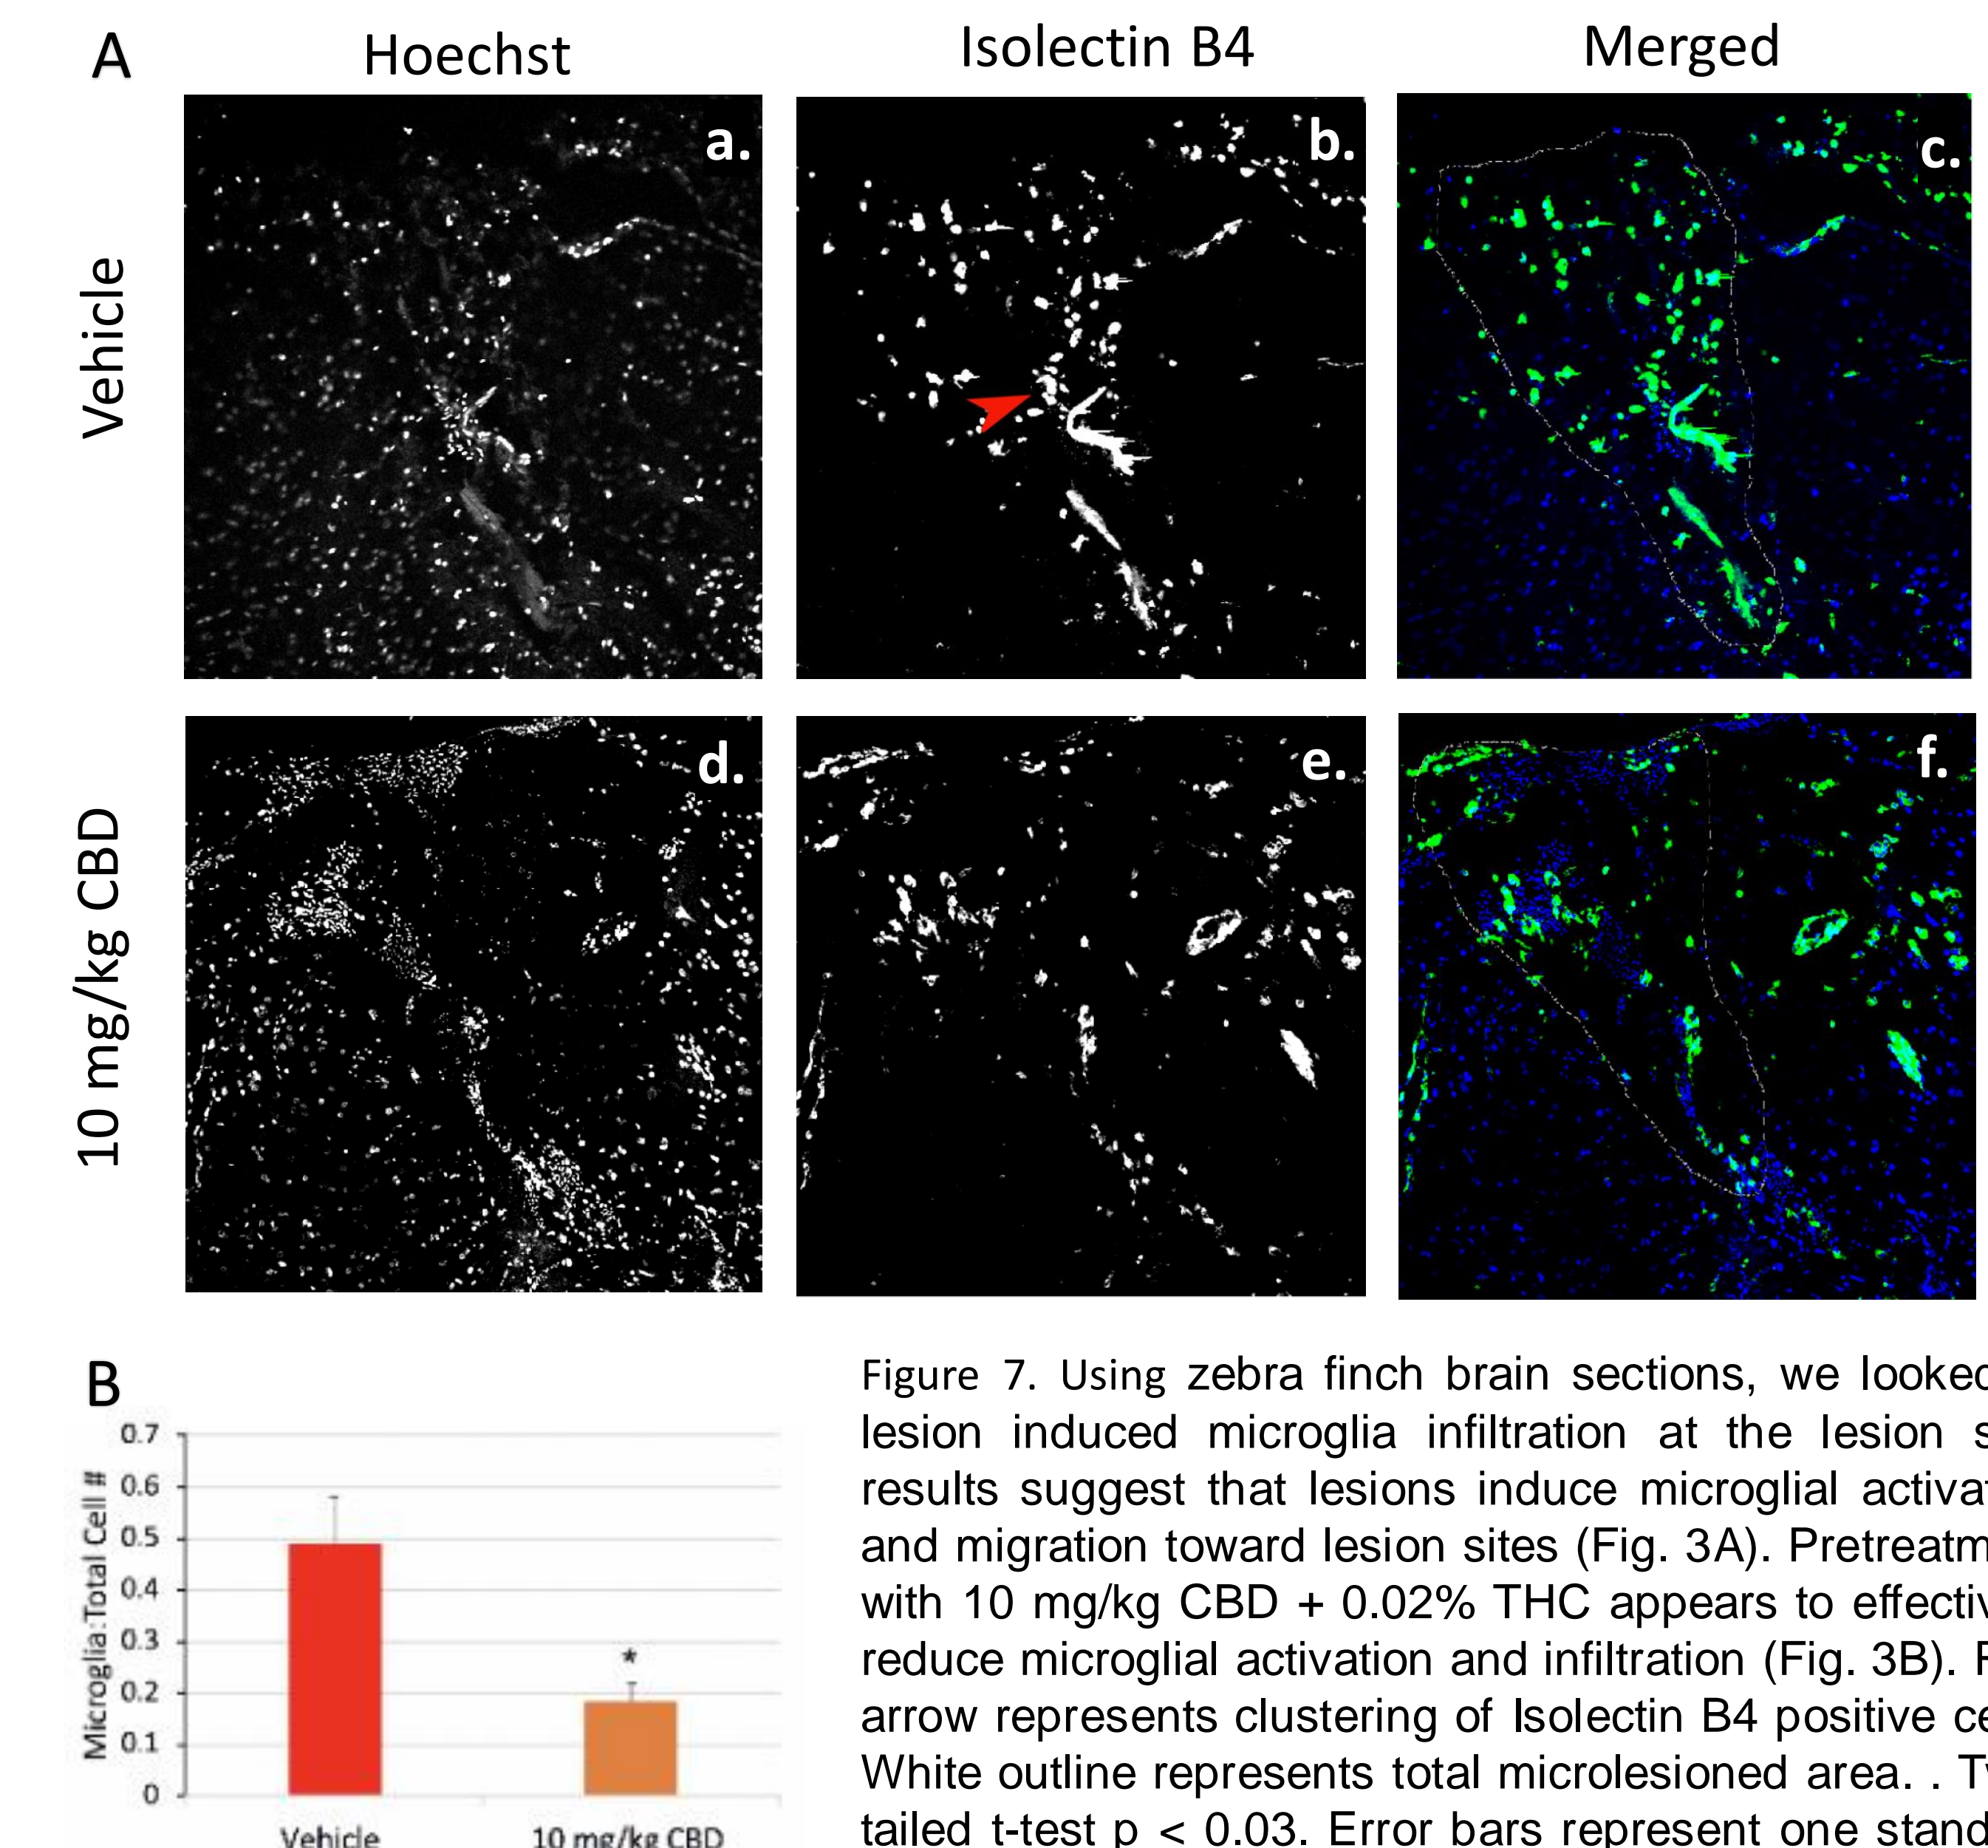 A
Hoechst
Isolectin B4
Merged
Vehicle
a.
b.
c.
10 mg/kg CBD
d.
e.
f.
B
Microglia:Total Cell #
0.7
0.6
0.5
0.4
0.3
0.2
0.1
0
*
Vehicle
10 mg/kg CBD
Figure 7. Using zebra finch brain sections, we looked
lesion induced microglia infiltration at the lesion
results suggest that lesions induce microglial
and migration toward lesion sites (Fig. 3A).
with 10 mg/kg CBD + 0.02% THC appears to
reduce microglial activation and infiltration (Fig. 3B).
arrow represents clustering of Isolectin B4 positive
White outline represents total microlesioned area. .
tailed t-test p < 0.03. Error bars represent one